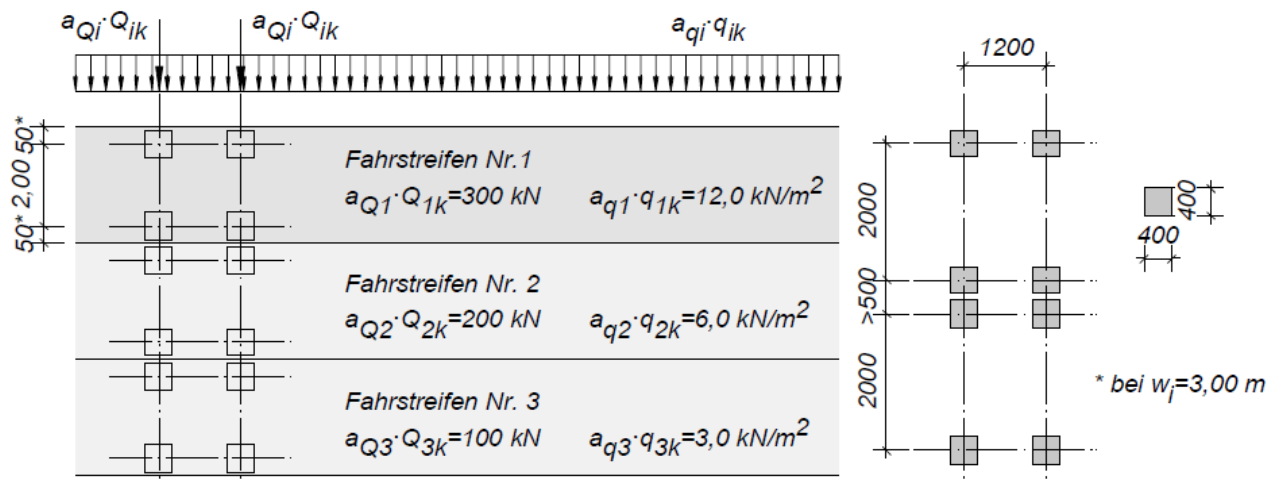 aQi·Qik aQi·Qik aqi·qik
1200
50* 2,00 50*
Fahrstreifen Nr.1
aQ1·Q1k=300 kN aq1·q1k=12,0 kN/m²
Fahrstreifen Nr. 2
aQ2·Q2k=200 kN aq2·q2k=6,0 kN/m²
Fahrstreifen Nr. 3
aQ3·Q3k=100 kN aq3·q3k=3,0 kN/m²
2000
>500
2000
400
400
* bei wi=3,00 m